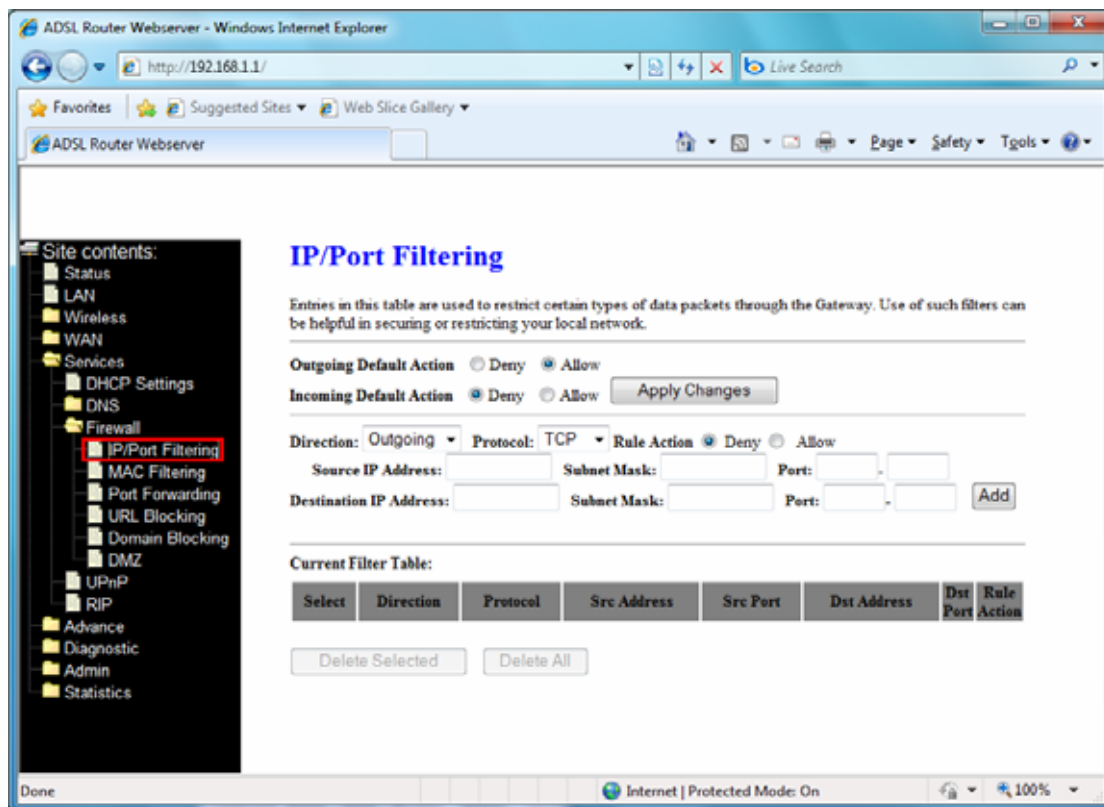 ADSL Router Webserver - Windows Internet Explorer
http://192.168.1.1/
Live Search
Favorites
Suggested Sites
Web Slice Gallery
ADSL Router Webserver
Page
Safety
Tools
Site contents:
Status
LAN
Wireless
WAN
Services
DHCP Settings
DNS
Firewall
IP/Port Filtering
MAC Filtering
Port Forwarding
URL Blocking
Domain Blocking
DMZ
UPnP
RIP
Advance
Diagnostic
Admin
Statistics
IP/Port Filtering
Entries in this table are used to restrict certain types of data packets through the Gateway. Use of such filters can
be helpful in securing or restricting your local network.
Outgoing Default Action Deny Allow
Incoming Default Action Deny Allow Apply Changes
Direction: Outgoing Protocol: TCP Rule Action Deny Allow
Source IP Address: Subnet Mask: Port: -
Destination IP Address: Subnet Mask: Port: - Add
Current Filter Table:
Select Direction Protocol Src Address Src Port Dst Address Dst Port Rule Action
Delete Selected Delete All
Done
Internet | Protected Mode: On
100%